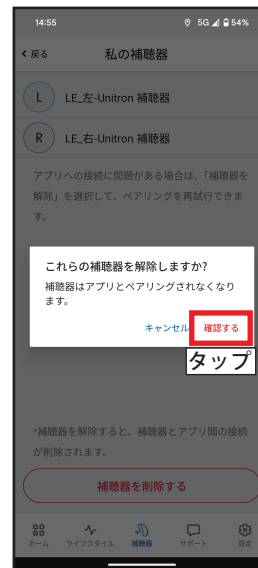 14:55
5G 54%
戻る 私の補聴器
L LE_左-Unitron 補聴器
R LE_右-Unitron 補聴器
アプリへの接続に問題がある場合は、「補聴器を
解除」を選択して、ペアリングを再試行できま
す。
これらの補聴器を解除しますか?
補聴器はアプリとペアリングされなくなり
ます。
キャンセル 確認する
タップ
*補聴器を解除すると、補聴器とアプリ間の接続
が削除されます。
補聴器を削除する
ホーム ライフスタイル 補聴器 サポート 設定